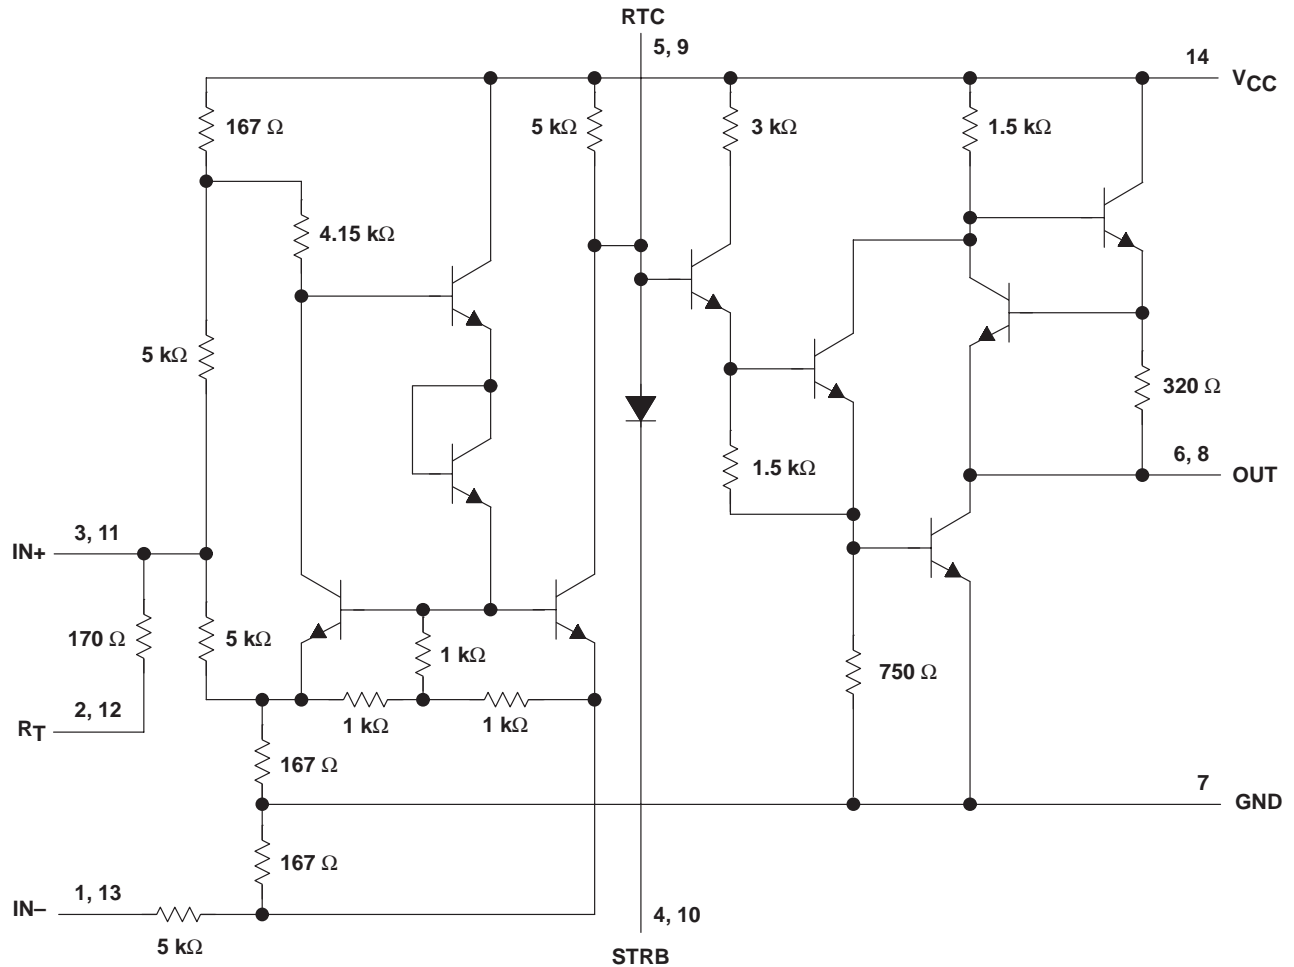 RTC
5, 9
14
VCC
167 Ω
5 kΩ
3 kΩ
1.5 kΩ
4.15 kΩ
5 kΩ
320 Ω
1.5 kΩ
6, 8
OUT
3, 11
IN+
170 Ω
5 kΩ
1 kΩ
750 Ω
2, 12
RT
1 kΩ
1 kΩ
167 Ω
7
GND
167 Ω
1, 13
IN–
4, 10
5 kΩ
STRB